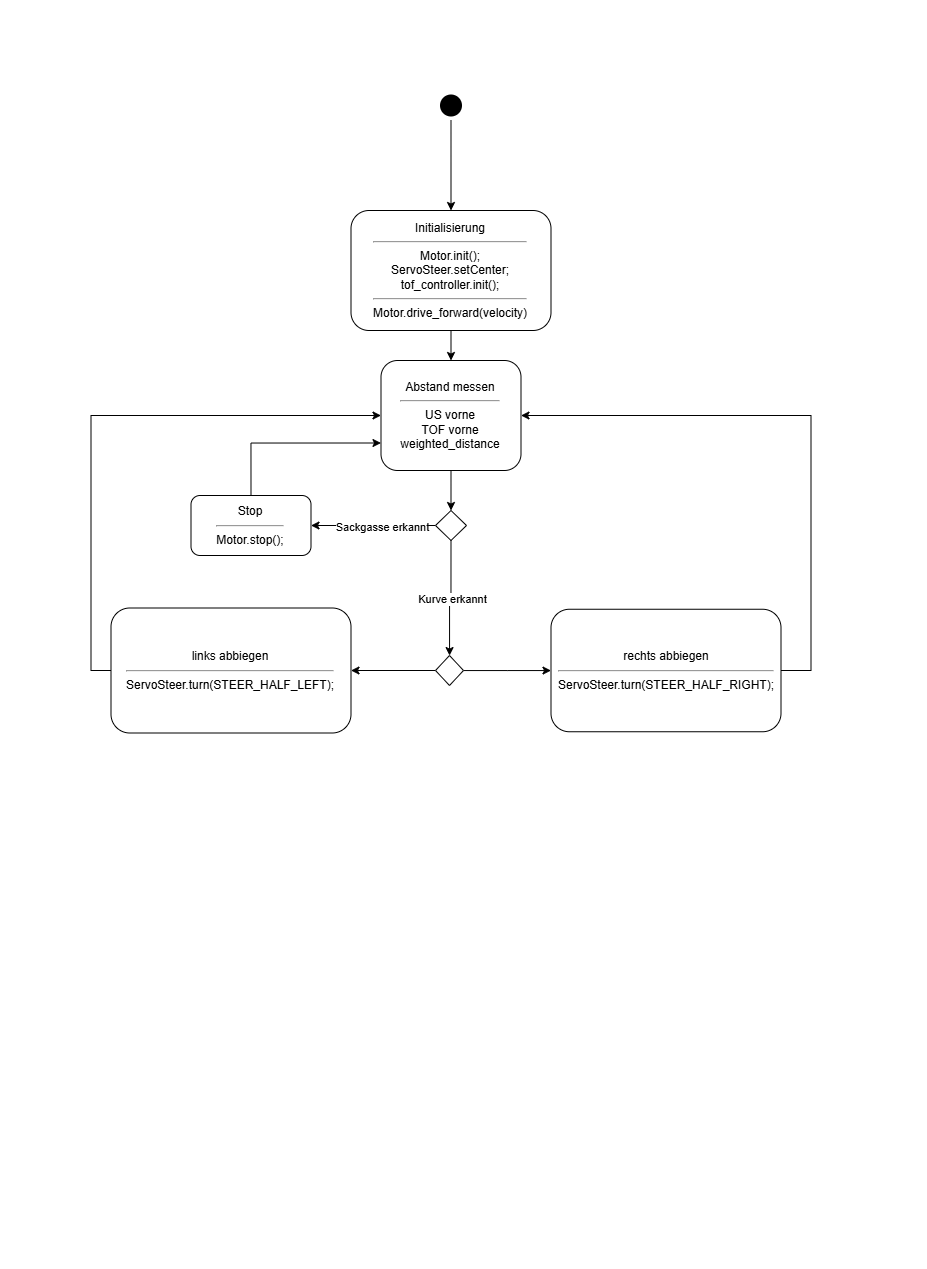 Initialisierung
Motor.init();
ServoSteer.setCenter;
tof_controller.init();
Motor.drive_forward(velocity)
Abstand messen
US vorne
TOF vorne
weighted_distance
Stop
Motor.stop();
Sackgasse erkannt
Kurve erkannt
links abbiegen
ServoSteer.turn(STEER_HALF_LEFT);
rechts abbiegen
ServoSteer.turn(STEER_HALF_RIGHT);